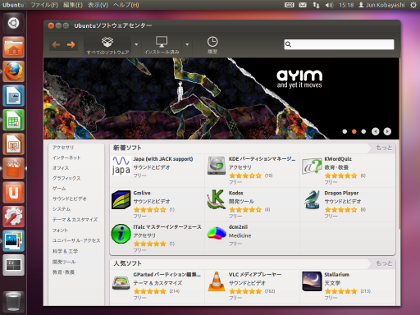 Ubuntu ファイル(F) 編集(E) 表示(V) ヘルプ(H) 15:18 Jun Kobayashi
Ubuntuソフトウェアセンター
すべてのソフトウェア インストール済み 履歴
ayim
and yet it moves
アクセサリ
インターネット
オフィス
グラフィックス
ゲーム
サウンドとビデオ
システム
テーマ & カスタマイズ
フォント
ユニバーサル・アクセス
科学 & 工学
開発ツール
教育・教養
新着ソフト もっと
Japa (with JACK support)
サウンドとビデオ
フリー
KDE パーティションマネージ...
アクセサリ
フリー
KWordQuiz
教育・教養
フリー
Gmlive
サウンドとビデオ
フリー
Kodos
開発ツール
フリー
Dragon Player
サウンドとビデオ
フリー
iTalc マスターインターフェース
アクセサリ
フリー
dcm2nii
Medicine
フリー
人気ソフト もっと
GParted パーティション編集...
テーマ & カスタマイズ
フリー
VLC メディアプレーヤー
サウンドとビデオ
フリー
Stellarium
天文学
フリー